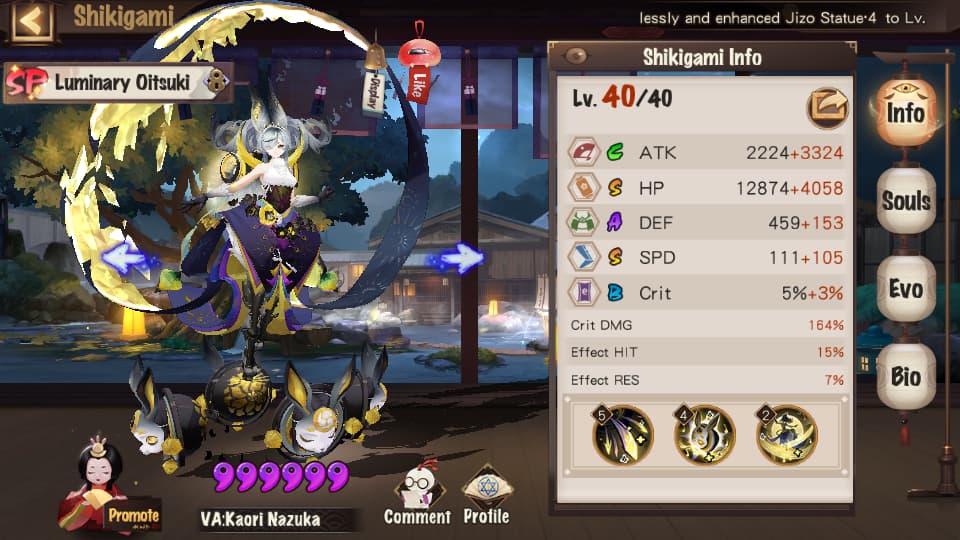 Shikigami
lessly and enhanced Jizo Statue·4 to Lv.
SP Luminary Oitsuki
Display
Like
Shikigami Info
Lv. 40/40
C ATK 2224+3324
S HP 12874+4058
A DEF 459+153
S SPD 111+105
B Crit 5%+3%
Crit DMG 164%
Effect HIT 15%
Effect RES 7%
5 4 2
Info
Souls
Evo
Bio
Promote
999999
VA:Kaori Nazuka
Comment
Profile